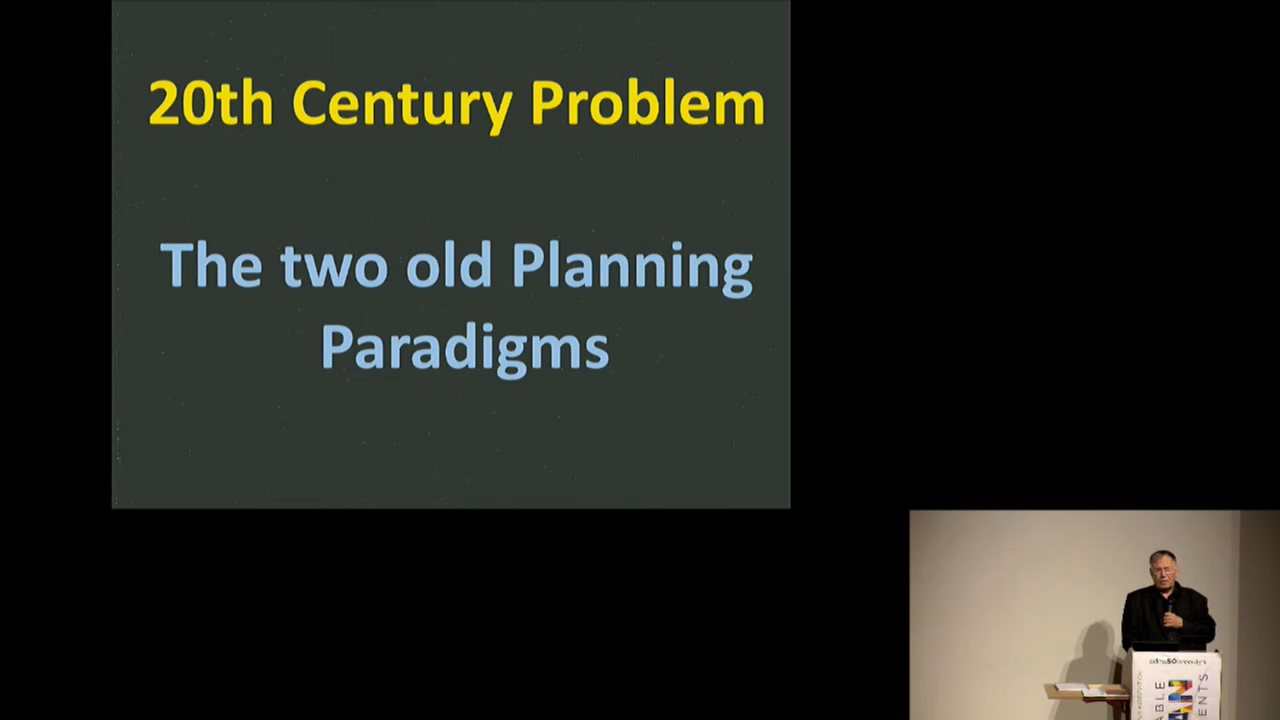 20th Century Problem
The two old Planning
Paradigms